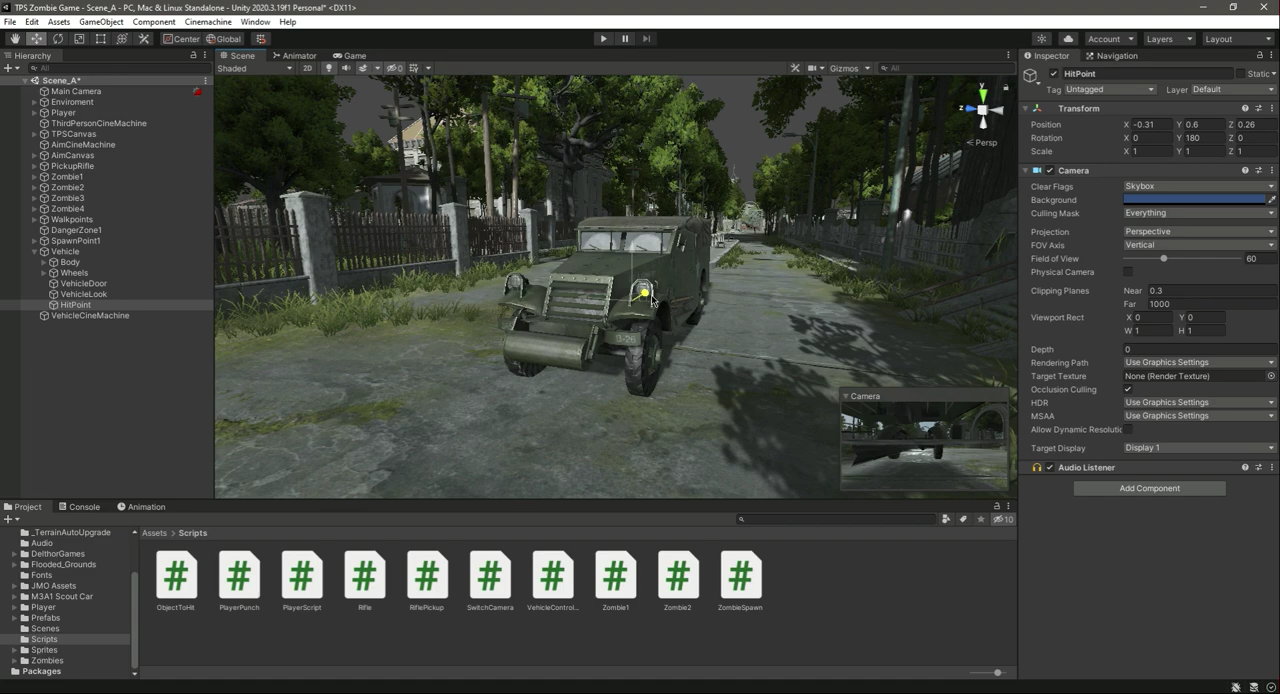 TPS Zombie Game - Scene_A - PC, Mac & Linux Standalone - Unity 2020.3.19f1 Personal* <DX11>
File Edit Assets GameObject Component Cinemachine Window Help
Center Global Account Layers Layout
Hierarchy
All
Scene_A*
Main Camera
Enviroment
Player
ThirdPersonCineMachine
TPSCanvas
AimCineMachine
AimCanvas
PickupRifle
Zombie1
Zombie2
Zombie3
Zombie4
Walkpoints
DangerZone1
SpawnPoint1
Vehicle
Body
Wheels
VehicleDoor
VehicleLook
HitPoint
VehicleCineMachine
Scene Animator Game
Shaded 2D 0 Gizmos All
y
z
< Persp
B-26
Camera
Inspector Navigation
HitPoint Static
Tag Untagged Layer Default
Transform
Position X -0.31 Y 0.6 Z 0.26
Rotation X 0 Y 180 Z 0
Scale X 1 Y 1 Z 1
Camera
Clear Flags Skybox
Background
Culling Mask Everything
Projection Perspective
FOV Axis Vertical
Field of View 60
Physical Camera
Clipping Planes Near 0.3
Far 1000
Viewport Rect X 0 Y 0
W 1 H 1
Depth 0
Rendering Path Use Graphics Settings
Target Texture None (Render Texture)
Occlusion Culling
HDR Use Graphics Settings
MSAA Use Graphics Settings
Allow Dynamic Resolutic
Target Display Display 1
Audio Listener
Add Component
Project Console Animation
10
_TerrainAutoUpgrade
Audio
DelthorGames
Flooded_Grounds
Fonts
JMO Assets
M3A1 Scout Car
Player
Prefabs
Scenes
Scripts
Sprites
Zombies
Packages
Assets > Scripts
ObjectToHit PlayerPunch PlayerScript Rifle RiflePickup SwitchCamera VehicleControl... Zombie1 Zombie2 ZombieSpawn